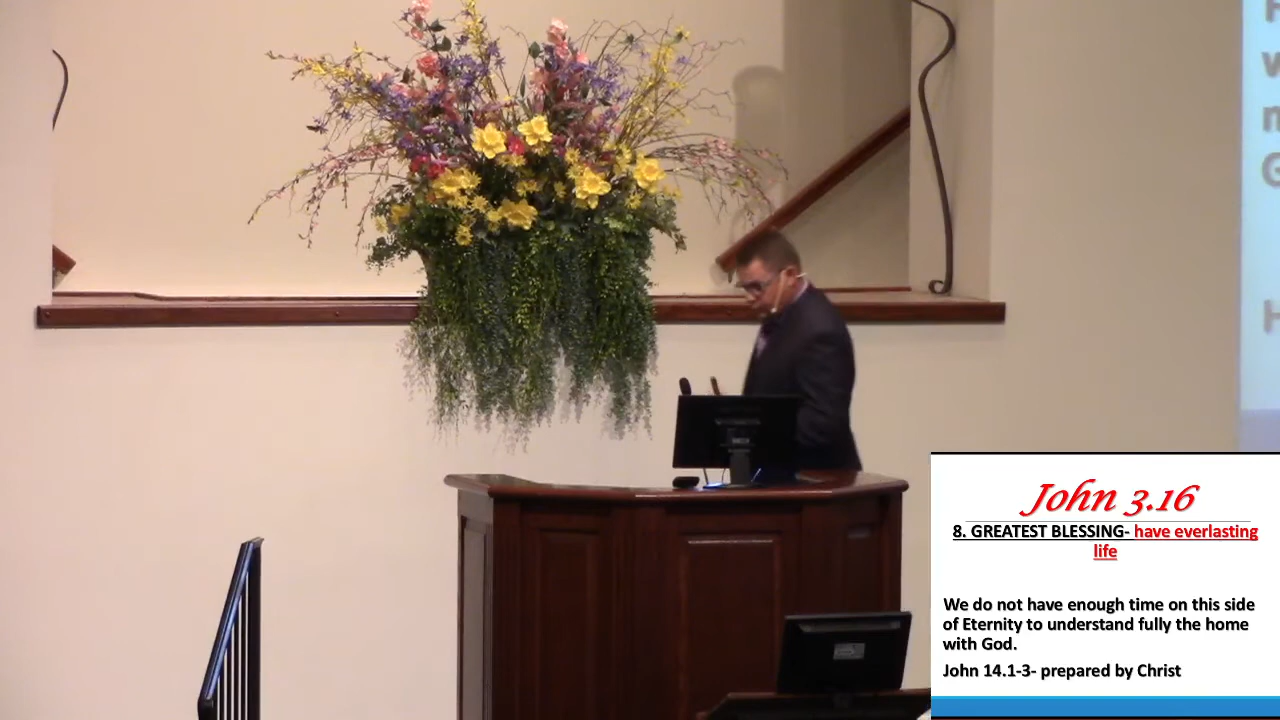 John 3.16
8. GREATEST BLESSING- have everlasting
life
We do not have enough time on this side
of Eternity to understand fully the home
with God.
John 14.1-3- prepared by Christ